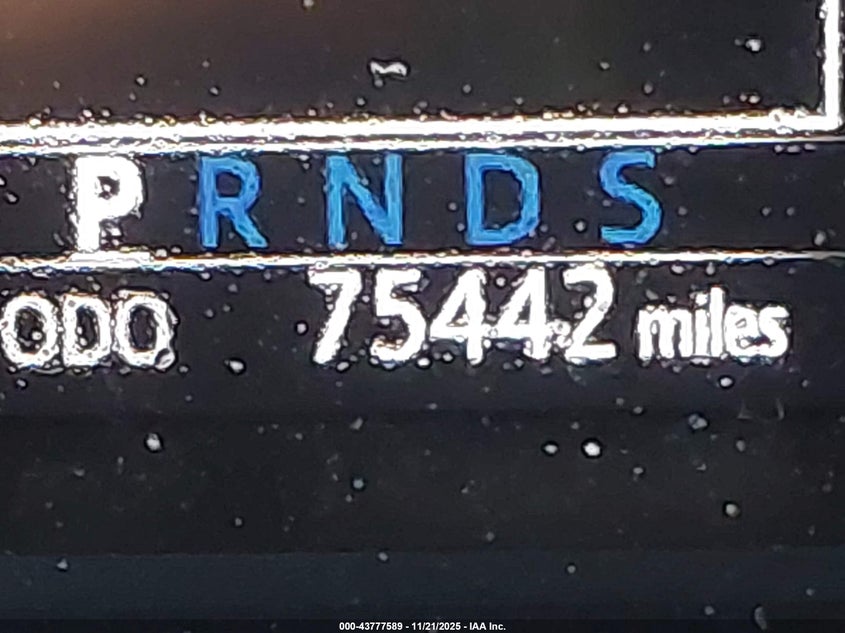 P R N D S
ODO 75442 miles
000-43777589 - 11/21/2025 - IAA Inc.